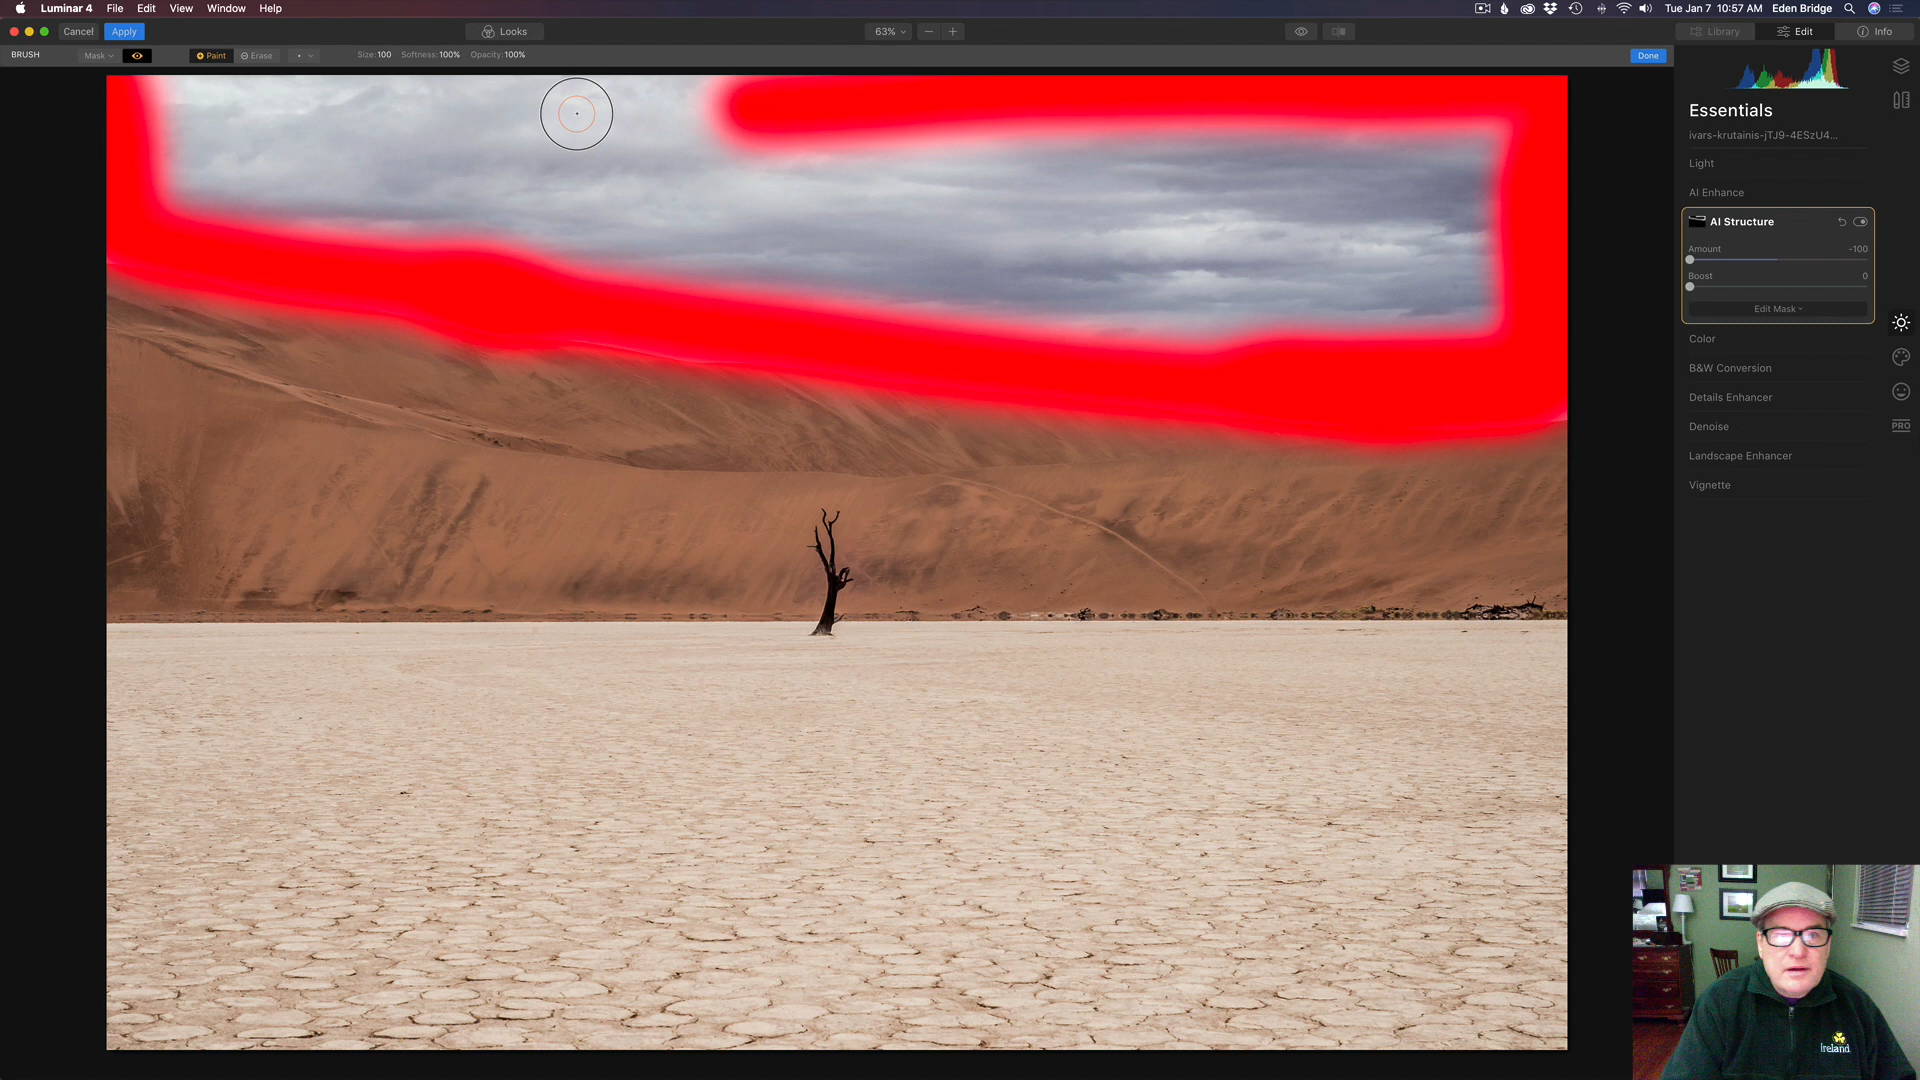 Luminar 4 File Edit View Window Help Tue Jan 7 10:57 AM Eden Bridge
Cancel Apply Looks 63% Library Edit Info
BRUSH Mask Paint Erase Size: 100 Softness: 100% Opacity: 100% Done
Essentials
ivars-krutainis-jTJ9-4ESzU4...
Light
AI Enhance
AI Structure
Amount -100
Boost 0
Edit Mask
Color
B&W Conversion
Details Enhancer
PRO
Denoise
Landscape Enhancer
Vignette
Ireland